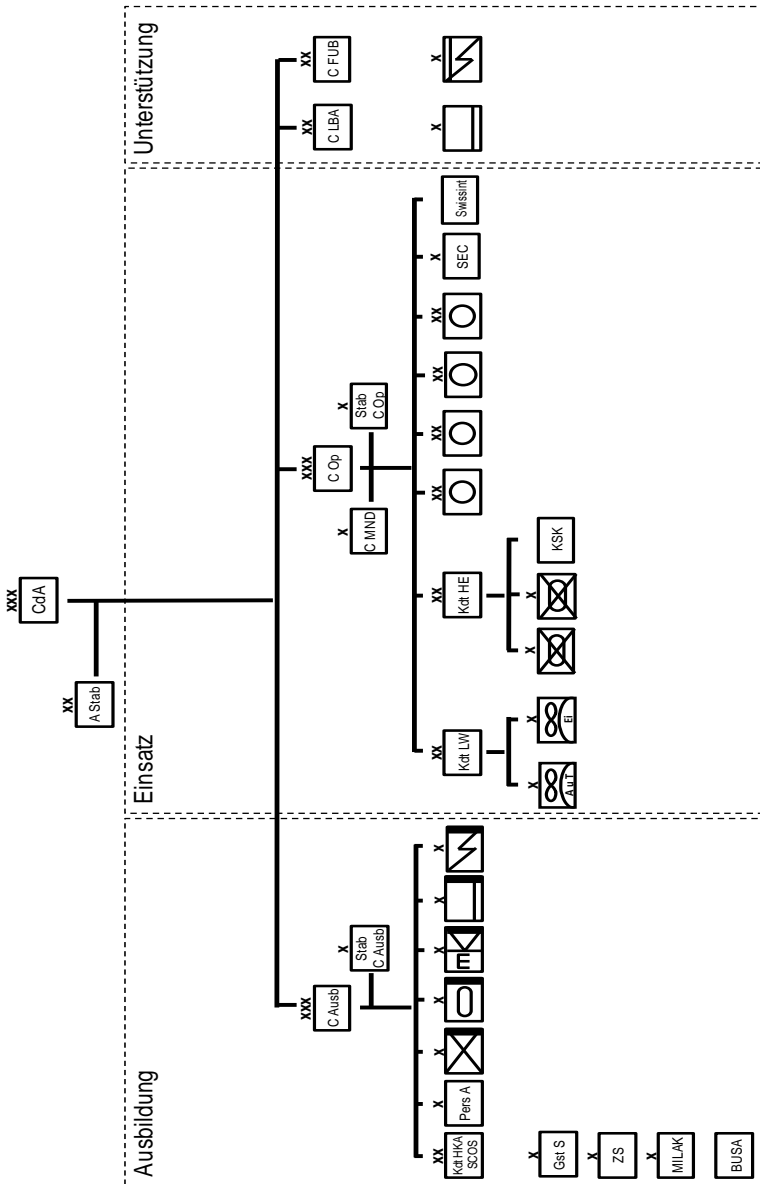 XXX
CdA
XX
A Stab
Ausbildung
Einsatz
Unterstützung
XXX
C Ausb
X
Stab
C Ausb
XX
Kdt HKA
SCOS
X
Pers A
X
X
X
E
X
X
X
Gst S
X
ZS
X
MILAK
BUSA
XXX
C Op
X
C MND
X
Stab
C Op
XX
Kdt LW
X
A u T
X
Ei
XX
Kdt HE
X
X
KSK
XX
XX
XX
XX
X
SEC
Swissint
XX
C LBA
XX
C FUB
X
X